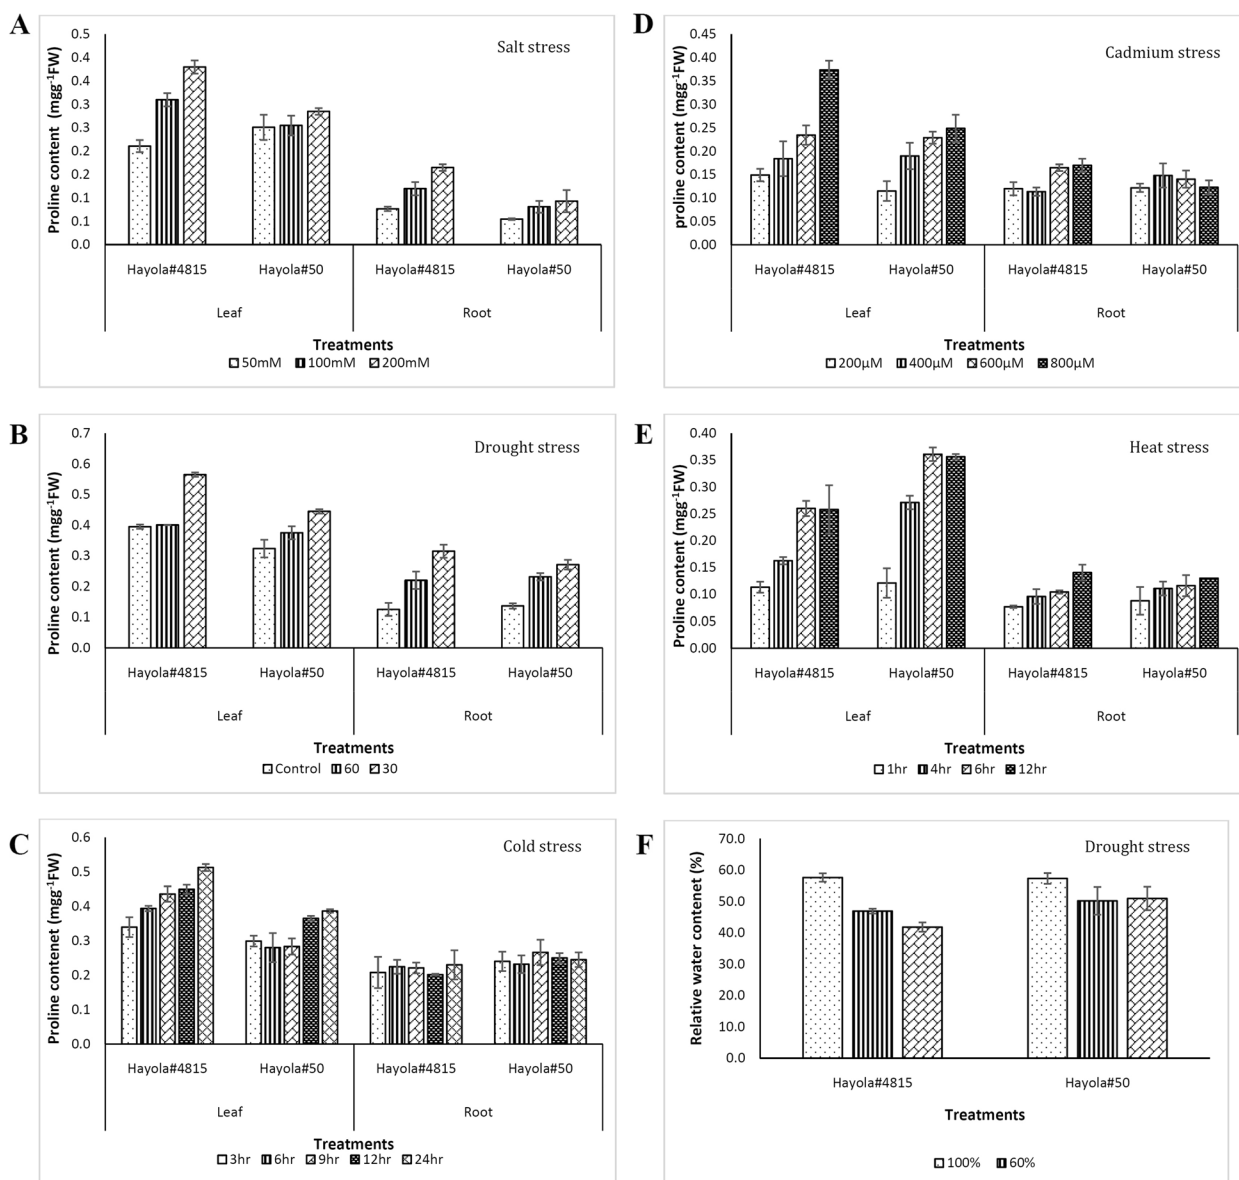 A
Salt stress
Proline content (mgg⁻¹FW)
0.5
0.4
0.4
0.3
0.3
0.2
0.2
0.1
0.1
0.0
Hayola#4815 Hayola#50 Hayola#4815 Hayola#50
Leaf Root
Treatments
50mM 100mM 200mM
D
Cadmium stress
proline content (mgg⁻¹FW)
0.45
0.40
0.35
0.30
0.25
0.20
0.15
0.10
0.05
0.00
Hayola#4815 Hayola#50 Hayola#4815 Hayola#50
Leaf Root
Treatments
200µM 400µM 600µM 800µM
B
Drought stress
Proline content (mgg⁻¹FW)
0.7
0.6
0.5
0.4
0.3
0.2
0.1
0.0
Hayola#4815 Hayola#50 Hayola#4815 Hayola#50
Leaf Root
Treatments
Control 60 30
E
Heat stress
Proline content (mgg⁻¹FW)
0.40
0.35
0.30
0.25
0.20
0.15
0.10
0.05
0.00
Hayola#4815 Hayola#50 Hayola#4815 Hayola#50
Leaf Root
Treatments
1hr 4hr 6hr 12hr
C
Cold stress
Proline contenet (mgg⁻¹FW)
0.6
0.5
0.4
0.3
0.2
0.1
0.0
Hayola#4815 Hayola#50 Hayola#4815 Hayola#50
Leaf Root
Treatments
3hr 6hr 9hr 12hr 24hr
F
Drought stress
Relative water contenet (%)
70.0
60.0
50.0
40.0
30.0
20.0
10.0
0.0
Hayola#4815 Hayola#50
Treatments
100% 60%